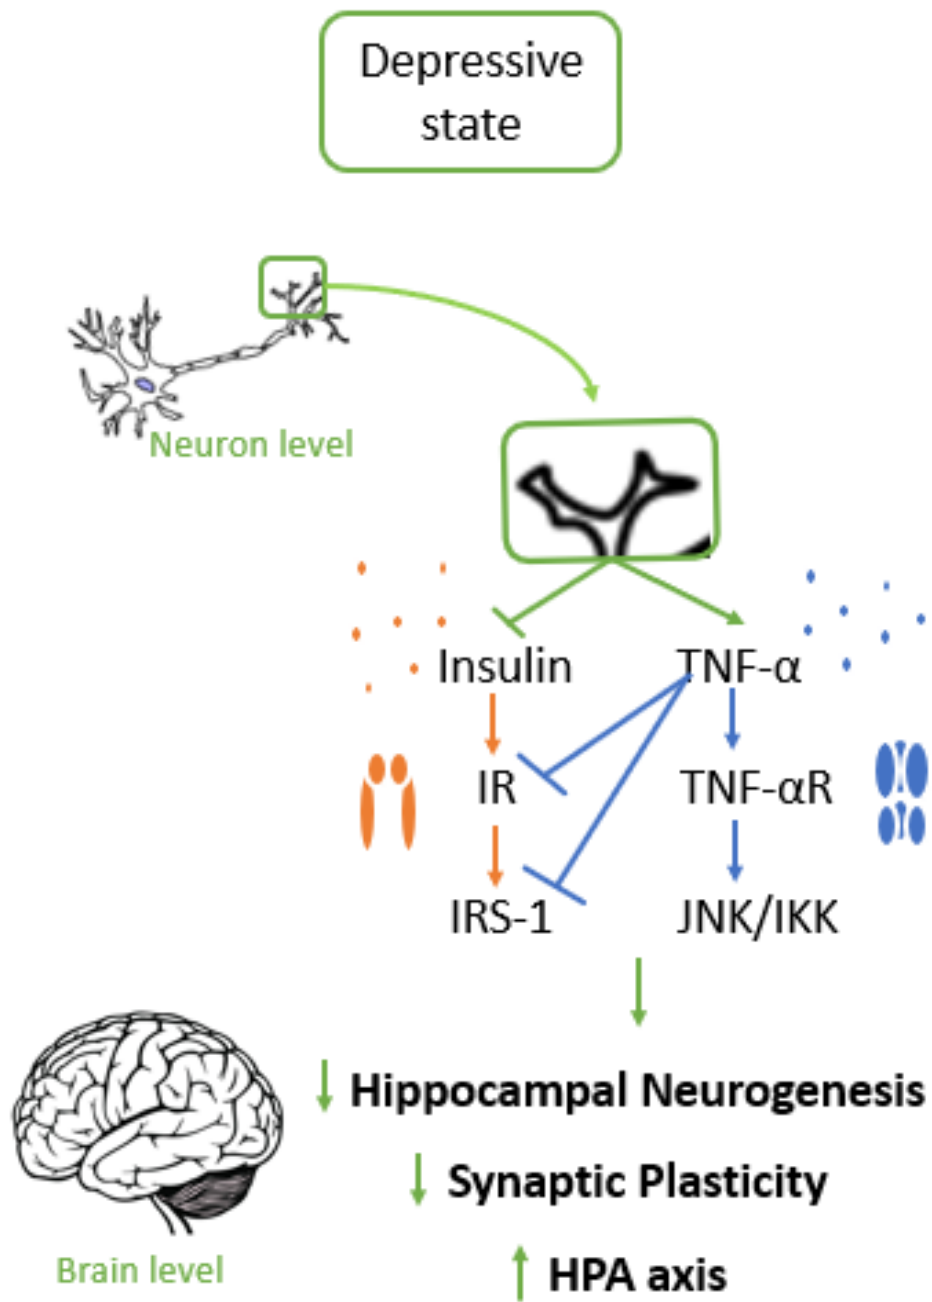 Depressive
state
Neuron level
Insulin
TNF-α
IR
TNF-αR
IRS-1
JNK/IKK
Hippocampal Neurogenesis
Synaptic Plasticity
Brain level
HPA axis